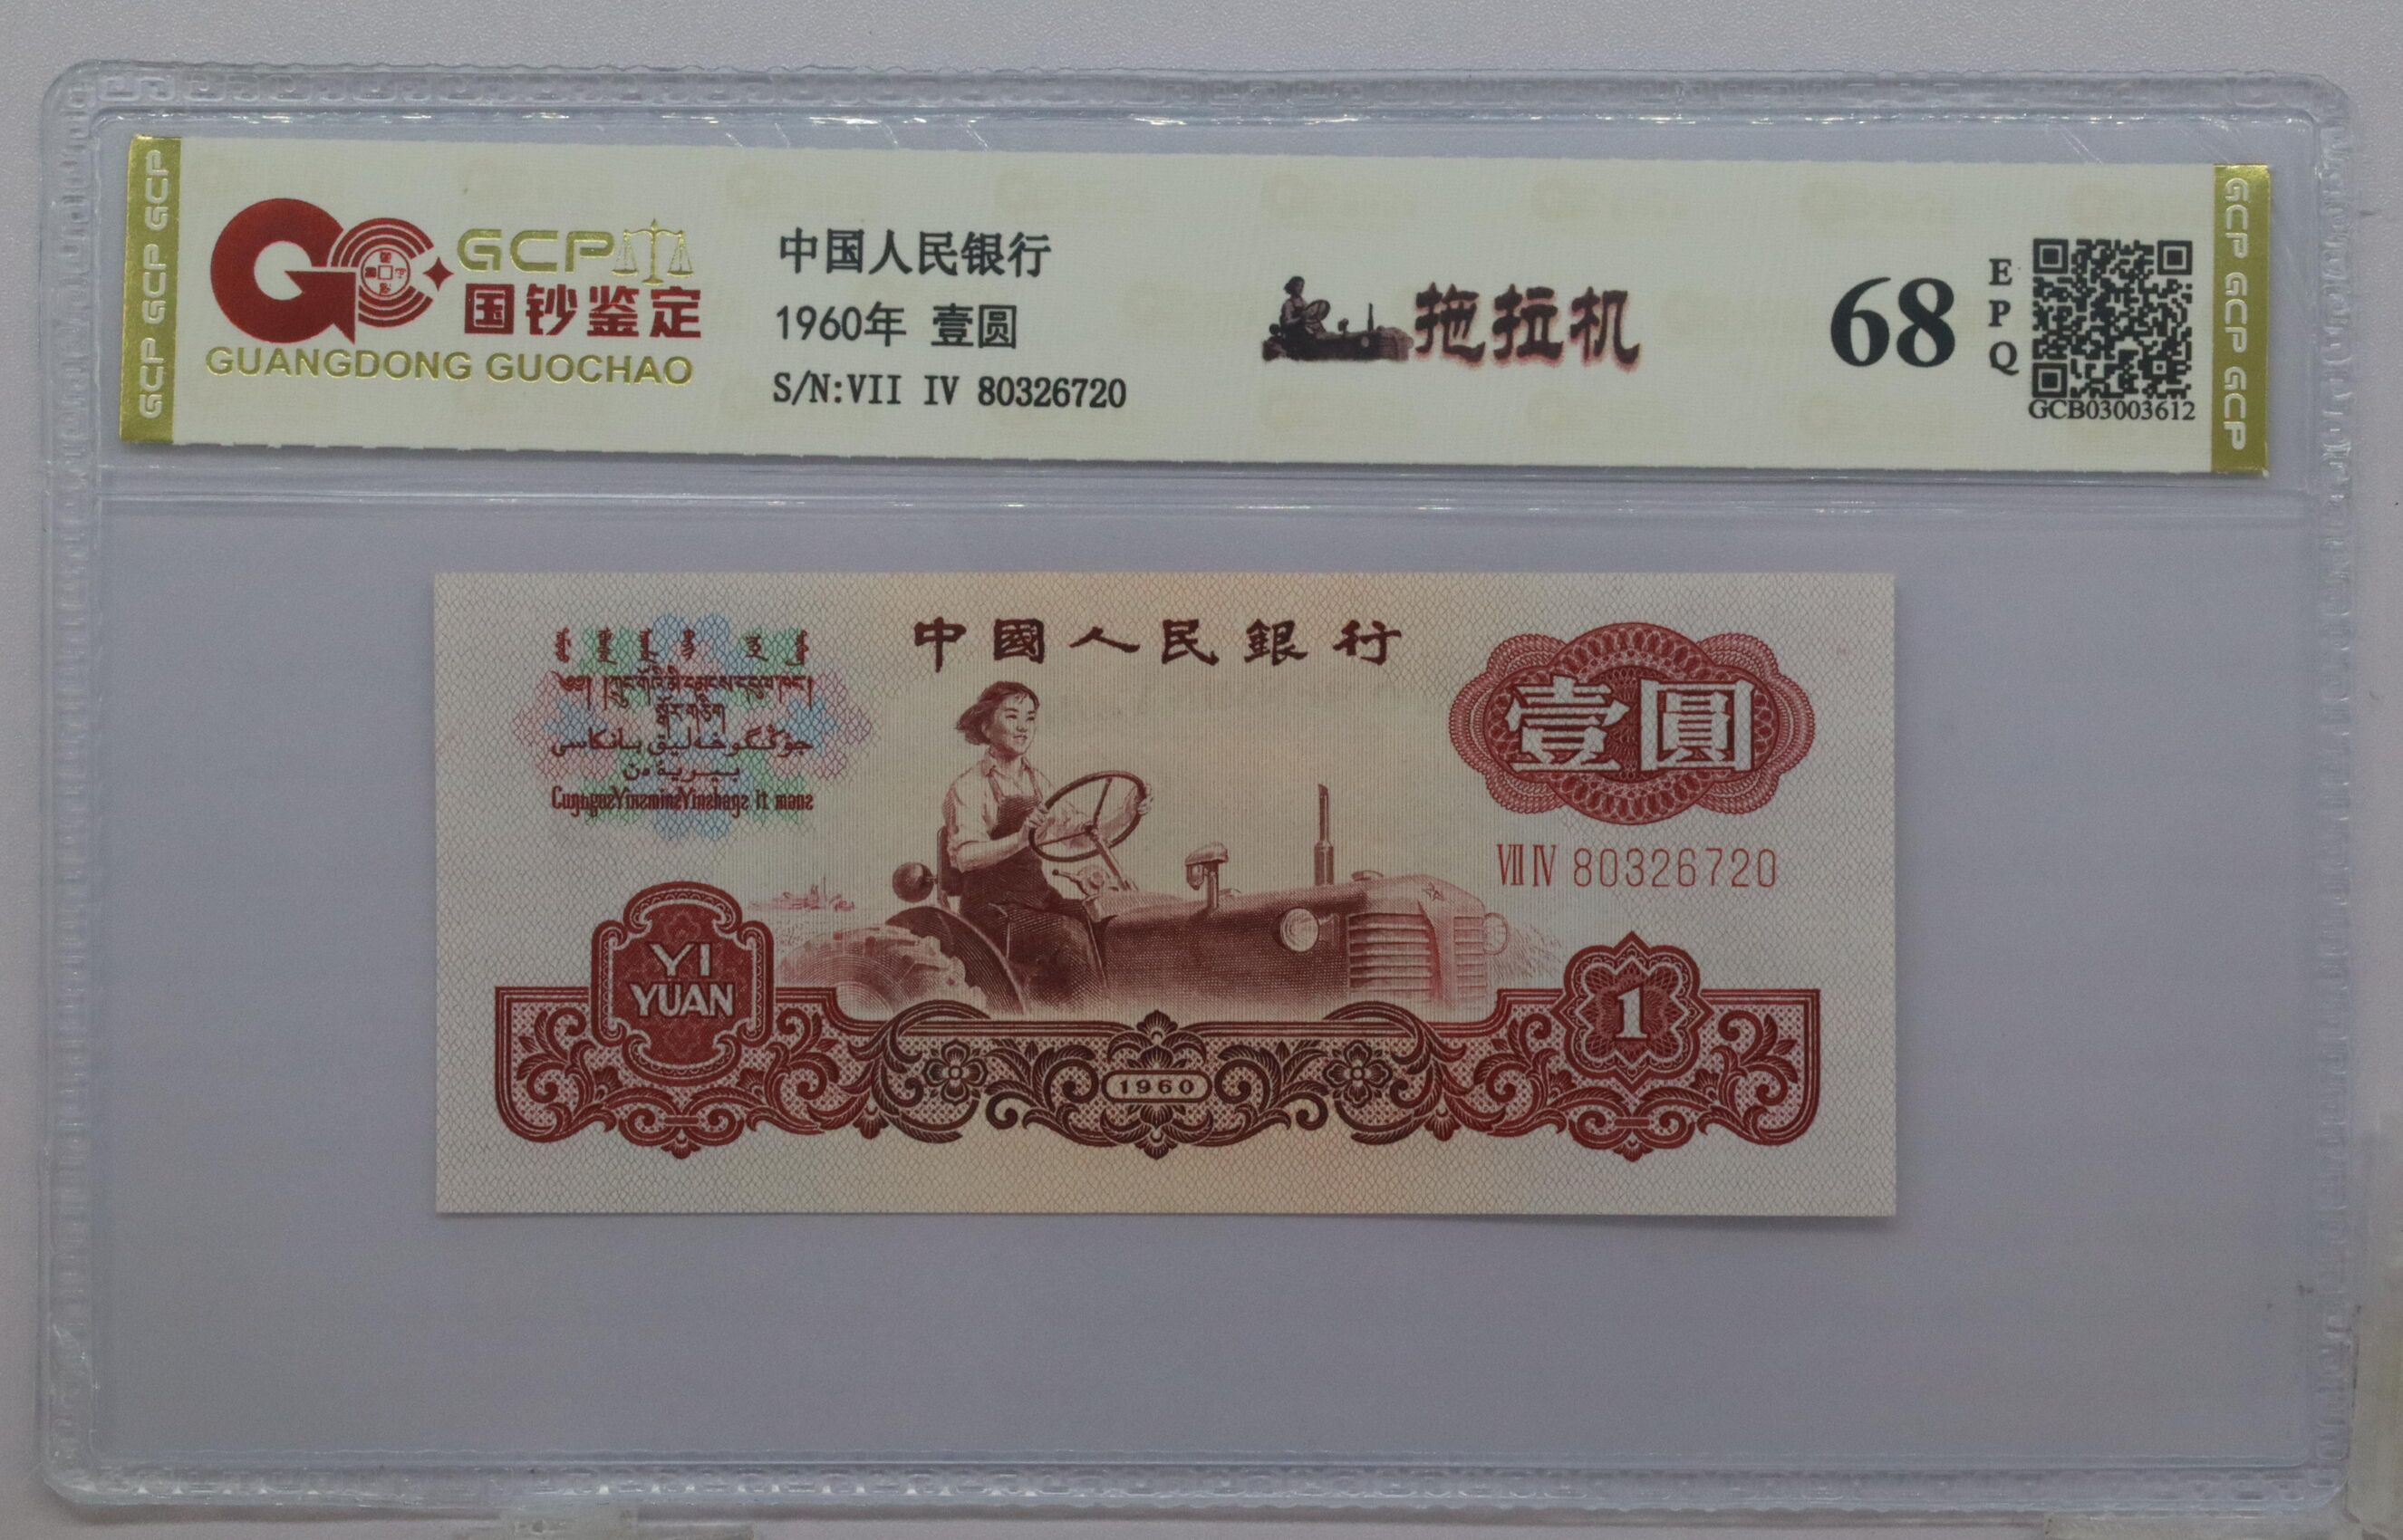 GCP GCP GCP
GCP
国钞鉴定
GUANGDONG GUOCHAO
中国人民银行
1960年 壹圆
S/N:VII IV 80326720
拖拉机
68
EPQ
GCB03003612
GCP GCP GCP
中國人民銀行
壹圓
VII IV 80326720
YI
YUAN
1
1960